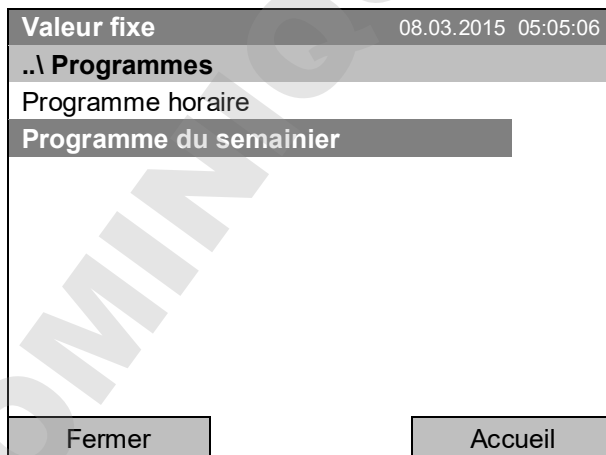 Valeur fixe 08.03.2015 05:05:06
..\ Programmes
Programme horaire
Programme du semainier
Fermer Accueil